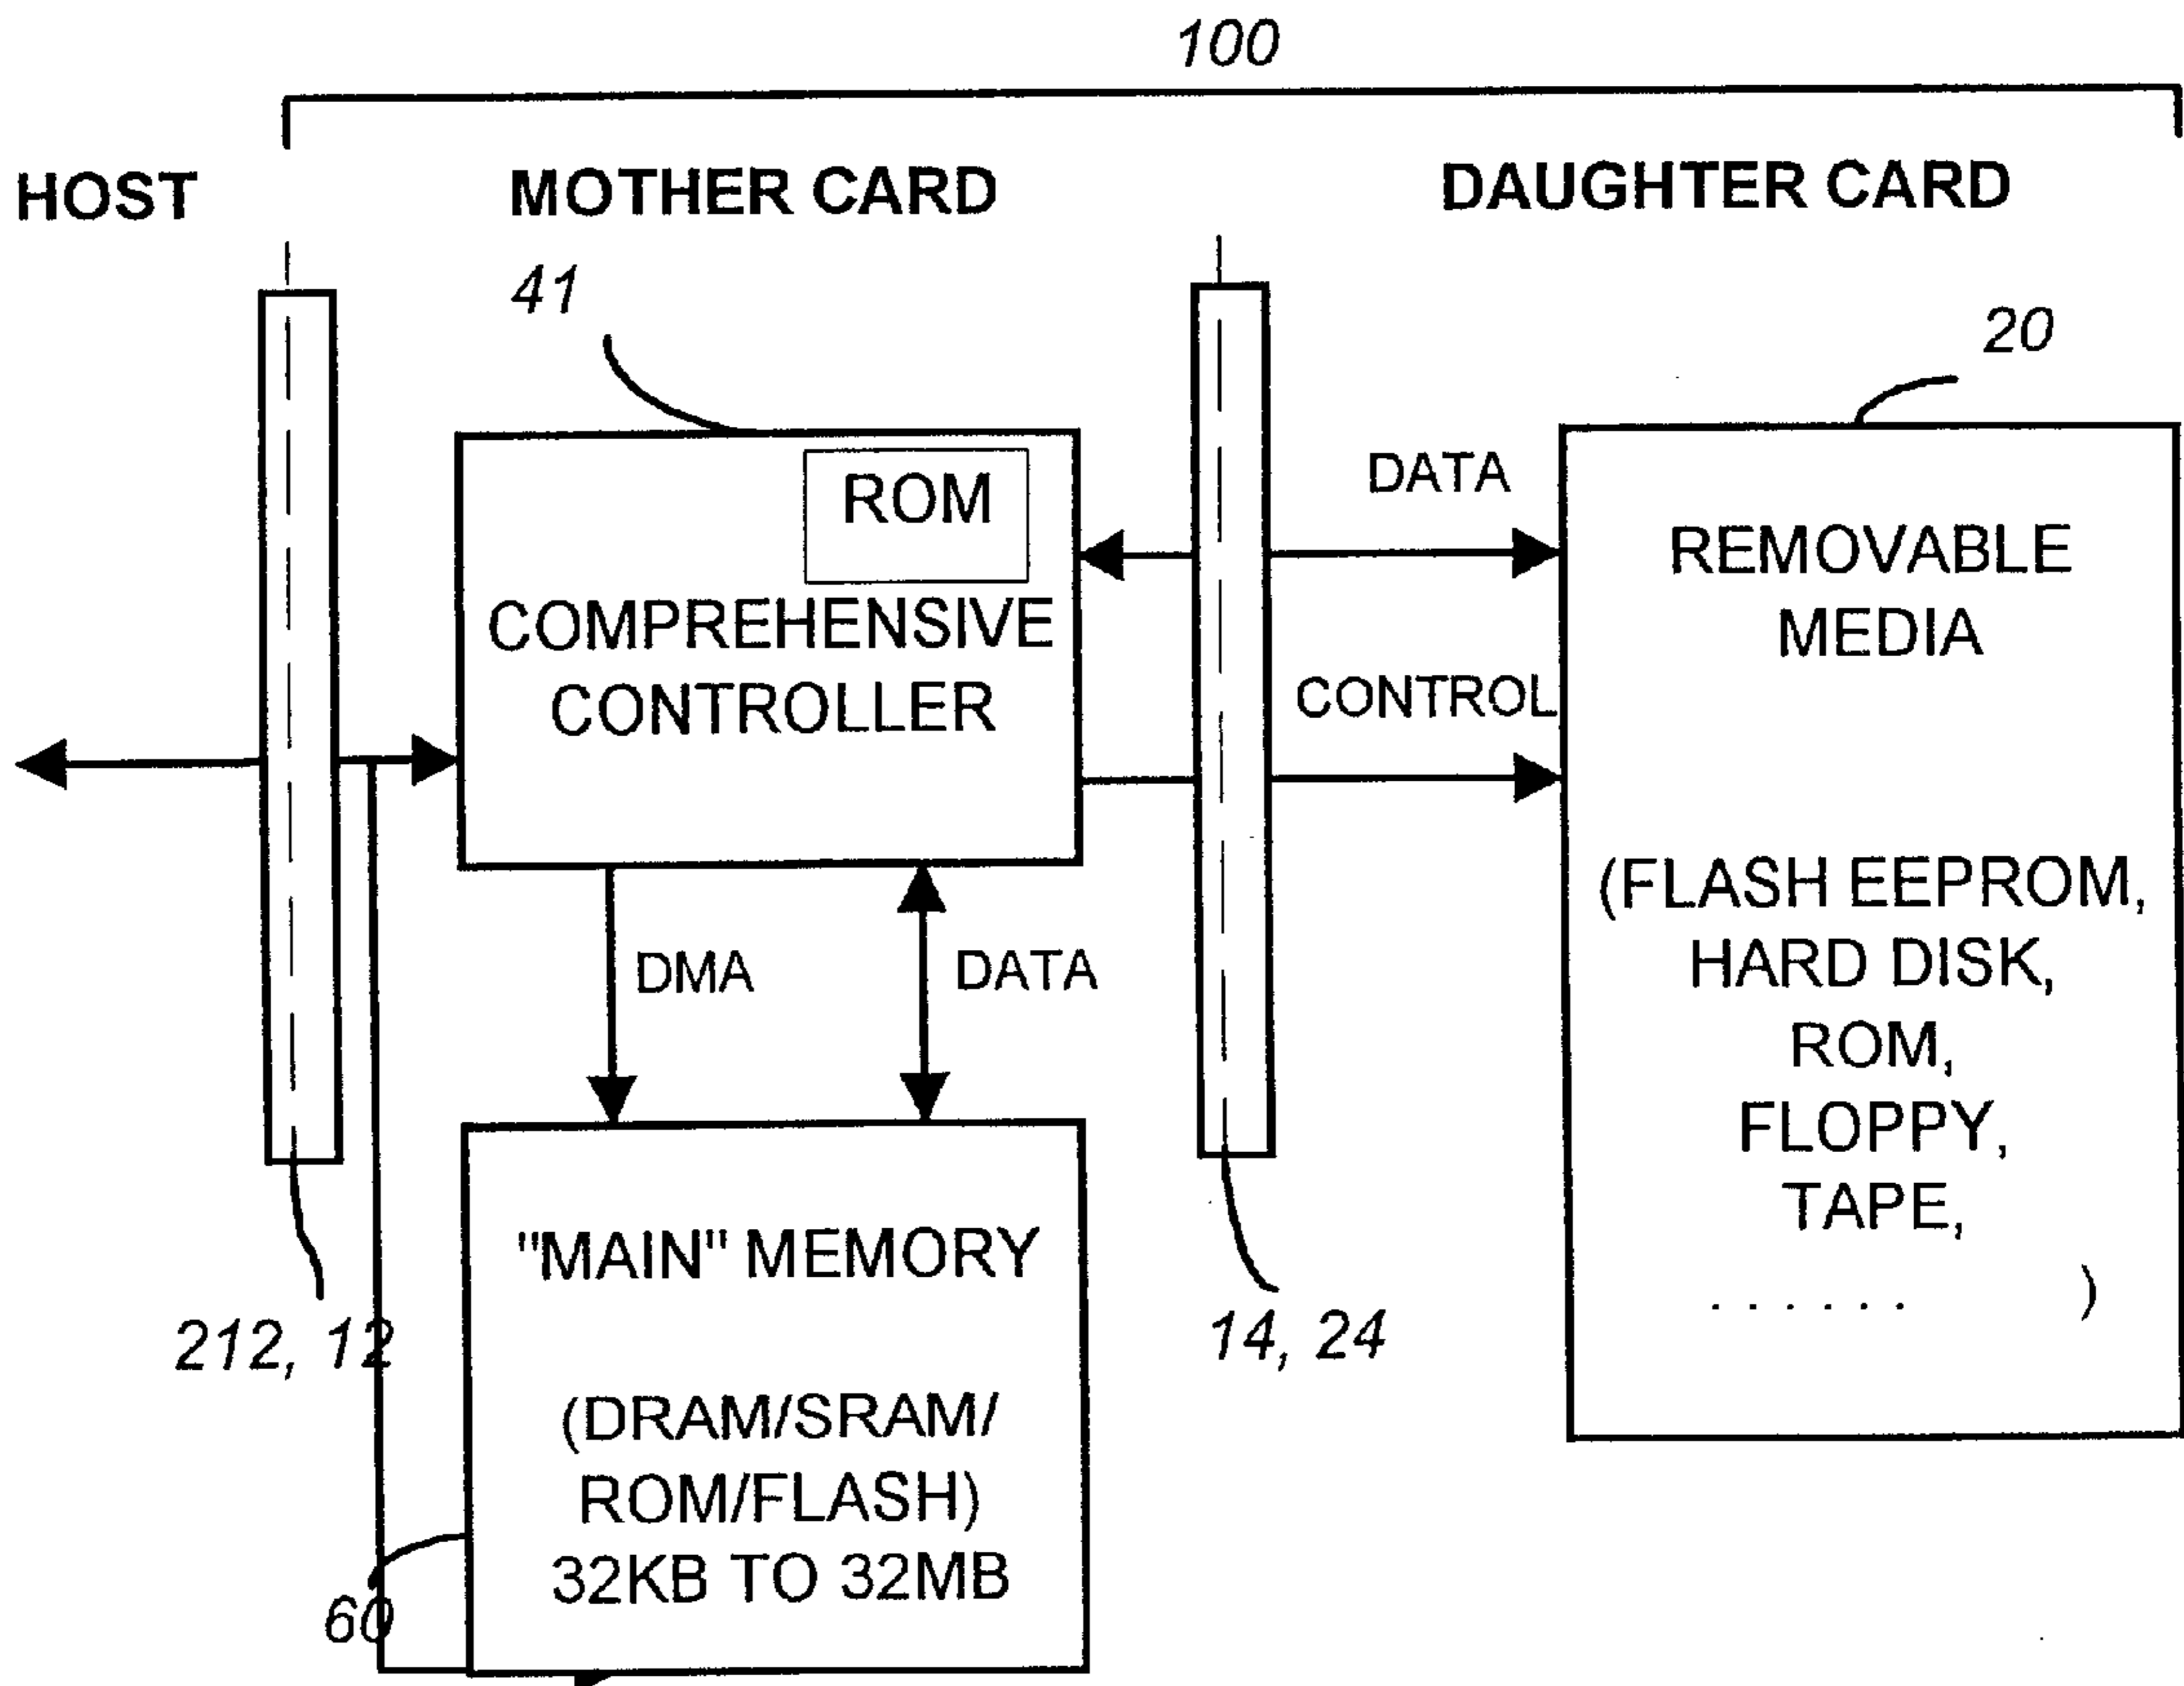 100
HOST
MOTHER CARD
DAUGHTER CARD
41
20
ROM
COMPREHENSIVE
CONTROLLER
DATA
CONTROL
REMOVABLE
MEDIA
(FLASH EEPROM,
HARD DISK,
ROM,
FLOPPY,
TAPE,
. . . . . . )
DMA
DATA
"MAIN" MEMORY
(DRAM/SRAM/
ROM/FLASH)
32KB TO 32MB
212, 12
14, 24
60